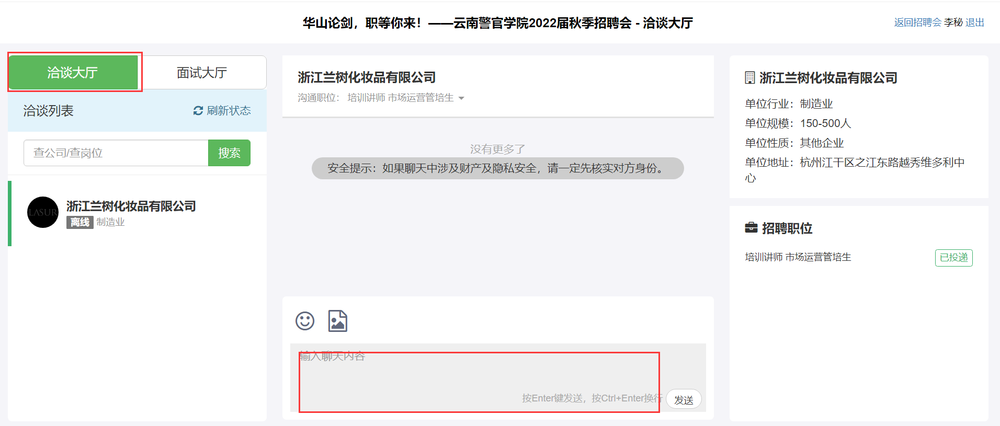 华山论剑，职等你来！——云南警官学院2022届秋季招聘会 - 洽谈大厅
返回招聘会 李秘 退出
洽谈大厅
面试大厅
洽谈列表
刷新状态
查公司/查岗位
搜索
LASUR
浙江兰树化妆品有限公司
离线 制造业
浙江兰树化妆品有限公司
沟通职位： 培训讲师 市场运营管培生
没有更多了
安全提示：如果聊天中涉及财产及隐私安全，请一定先核实对方身份。
输入聊天内容
按Enter键发送，按Ctrl+Enter换行
发送
浙江兰树化妆品有限公司
单位行业：制造业
单位规模：150-500人
单位性质：其他企业
单位地址：杭州江干区之江东路越秀维多利中
心
招聘职位
培训讲师 市场运营管培生
已投递